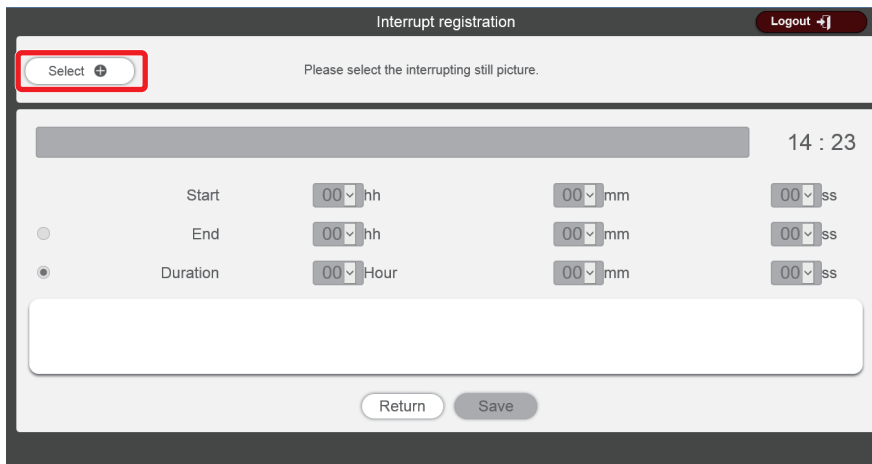 Interrupt registration
Logout
Select
Please select the interrupting still picture.
14 : 23
Start 00 hh 00 mm 00 ss
End 00 hh 00 mm 00 ss
Duration 00 Hour 00 mm 00 ss
Return Save